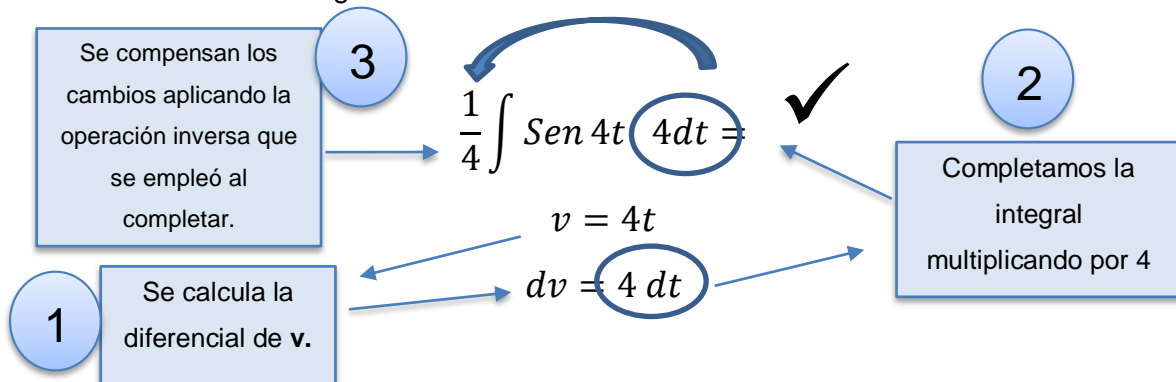 Se compensan los
cambios aplicando la
operación inversa que
se empleó al
completar.
3
1/4 ∫ Sen 4t 4dt =
✓
2
Completamos la
integral
multiplicando por 4
v = 4t
dv = 4 dt
1
Se calcula la
diferencial de v.